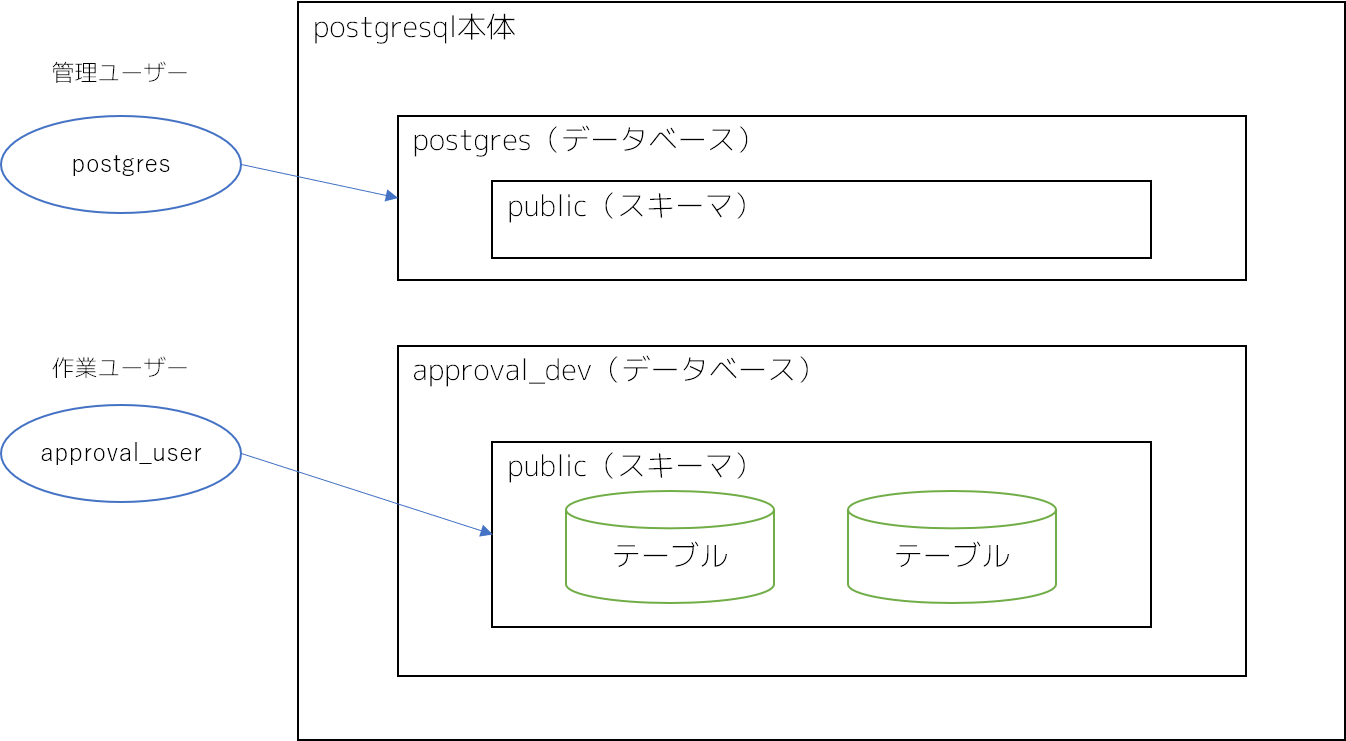 postgresql本体
管理ユーザー
postgres
postgres（データベース）
public（スキーマ）
作業ユーザー
approval_user
approval_dev（データベース）
public（スキーマ）
テーブル
テーブル